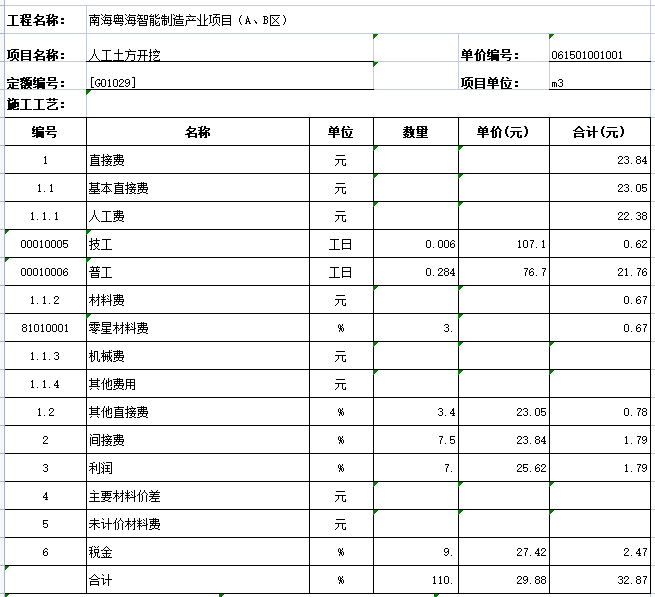 工程名称： 南海粤海智能制造产业项目（A、B区）
项目名称： 人工土方开挖 单价编号： 061501001001
定额编号： [G01029] 项目单位： m3
施工工艺：
编号 名称 单位 数量 单价(元) 合计(元)
1 直接费 元 23.84
1.1 基本直接费 元 23.05
1.1.1 人工费 元 22.38
00010005 技工 工日 0.006 107.1 0.62
00010006 普工 工日 0.284 76.7 21.76
1.1.2 材料费 元 0.67
81010001 零星材料费 % 3. 0.67
1.1.3 机械费 元
1.1.4 其他费用 元
1.2 其他直接费 % 3.4 23.05 0.78
2 间接费 % 7.5 23.84 1.79
3 利润 % 7. 25.62 1.79
4 主要材料价差 元
5 未计价材料费 元
6 税金 % 9. 27.42 2.47
合计 % 110. 29.88 32.87